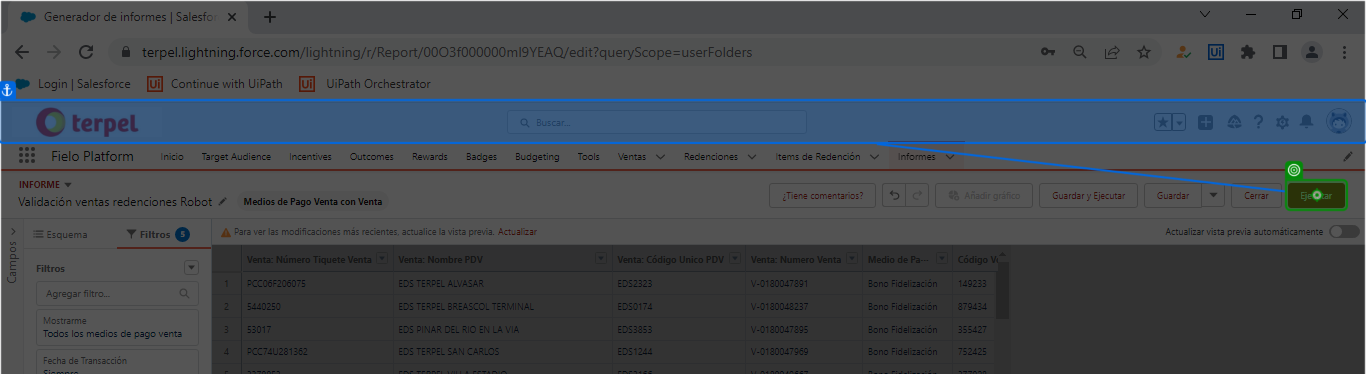 Generador de informes | Salesfor
terpel.lightning.force.com/lightning/r/Report/00O3f000000ml9YEAQ/edit?queryScope=userFolders
Login | Salesforce Ui Continue with UiPath Ui UiPath Orchestrator
terpel Buscar...
Fielo Platform Inicio Target Audience Incentives Outcomes Rewards Badges Budgeting Tools Ventas Redenciones Items de Redención Informes
INFORME
Validación ventas redenciones Robot Medios de Pago Venta con Venta ¿Tiene comentarios? Añadir gráfico Guardar y Ejecutar Guardar Cerrar Ejecutar
Campos
Esquema Filtros 5 Para ver las modificaciones más recientes, actualice la vista previa. Actualizar Actualizar vista previa automáticamente
Filtros
Agregar filtro...
Mostrarme
Todos los medios de pago venta
Fecha de Transacción
Siempre
Venta: Número Tiquete Venta Venta: Nombre PDV Venta: Código Unico PDV Venta: Numero Venta Medio de Pa— Código V
1 PCC06F206075 EDS TERPEL ALVASAR EDS2323 V-0180047891 Bono Fidelización 149233
2 5440250 EDS TERPEL BREASCOL TERMINAL EDS0174 V-0180048237 Bono Fidelización 879434
3 53017 EDS PINAR DEL RIO EN LA VIA EDS3853 V-0180047895 Bono Fidelización 355427
4 PCC74U281362 EDS TERPEL SAN CARLOS EDS1244 V-0180047969 Bono Fidelización 752425